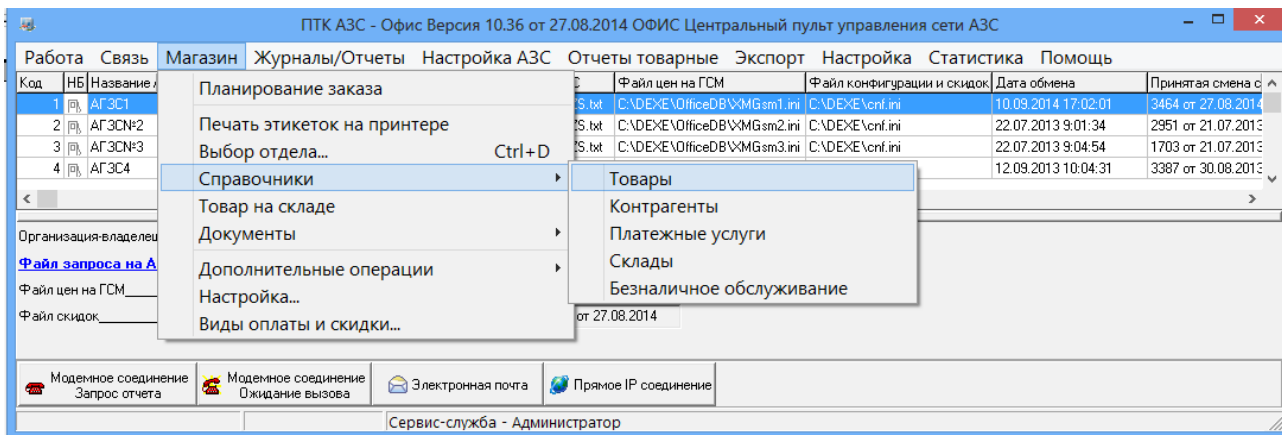 ПТК АЗС - Офис Версия 10.36 от 27.08.2014 ОФИС Центральный пульт управления сети АЗС
Работа Связь Магазин Журналы/Отчеты Настройка АЗС Отчеты товарные Экспорт Настройка Статистика Помощь
Код НБ Название Файл цен на ГСМ Файл конфигурации и скидок Дата обмена Принятая смена с
1 АГЗС1 S.txt C:\DEXE\OfficeDB\XMGsm1.ini C:\DEXE\cnf.ini 10.09.2014 17:02:01 3464 от 27.08.2014
2 АГЗСN²2 S.txt C:\DEXE\OfficeDB\XMGsm2.ini C:\DEXE\cnf.ini 22.07.2013 9:01:34 2951 от 21.07.2013
3 АГЗСN²3 S.txt C:\DEXE\OfficeDB\XMGsm3.ini C:\DEXE\cnf.ini 22.07.2013 9:04:54 1703 от 21.07.2013
4 АГЗС4 12.09.2013 10:04:31 3387 от 30.08.2013
Планирование заказа
Печать этикеток на принтере
Выбор отдела... Ctrl+D
Справочники
Товар на складе
Документы
Дополнительные операции
Настройка...
Виды оплаты и скидки...
Товары
Контрагенты
Платежные услуги
Склады
Безналичное обслуживание
Организация-владелец
Файл запроса на А
Файл цен на ГСМ
Файл скидок от 27.08.2014
Модемное соединение
Запрос отчета
Модемное соединение
Ожидание вызова
Электронная почта
Прямое IP соединение
Сервис-служба - Администратор